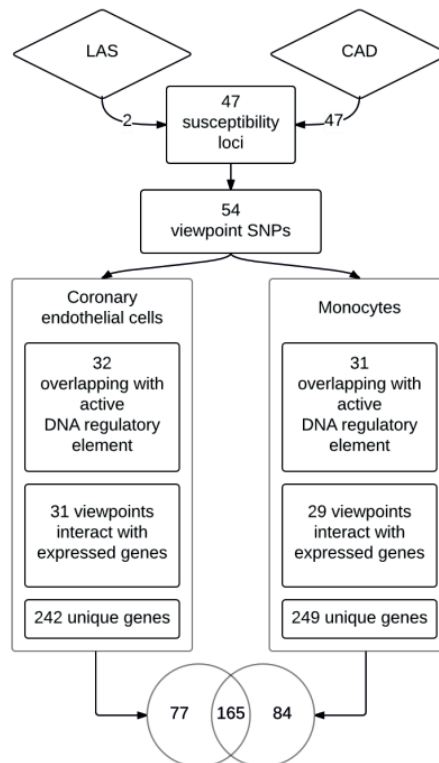 LAS
CAD
2
47
susceptibility
loci
47
54
viewpoint SNPs
Coronary
endothelial cells
32
overlapping with
active
DNA regulatory
element
31 viewpoints
interact with
expressed genes
242 unique genes
Monocytes
31
overlapping with
active
DNA regulatory
element
29 viewpoints
interact with
expressed genes
249 unique genes
77
165
84